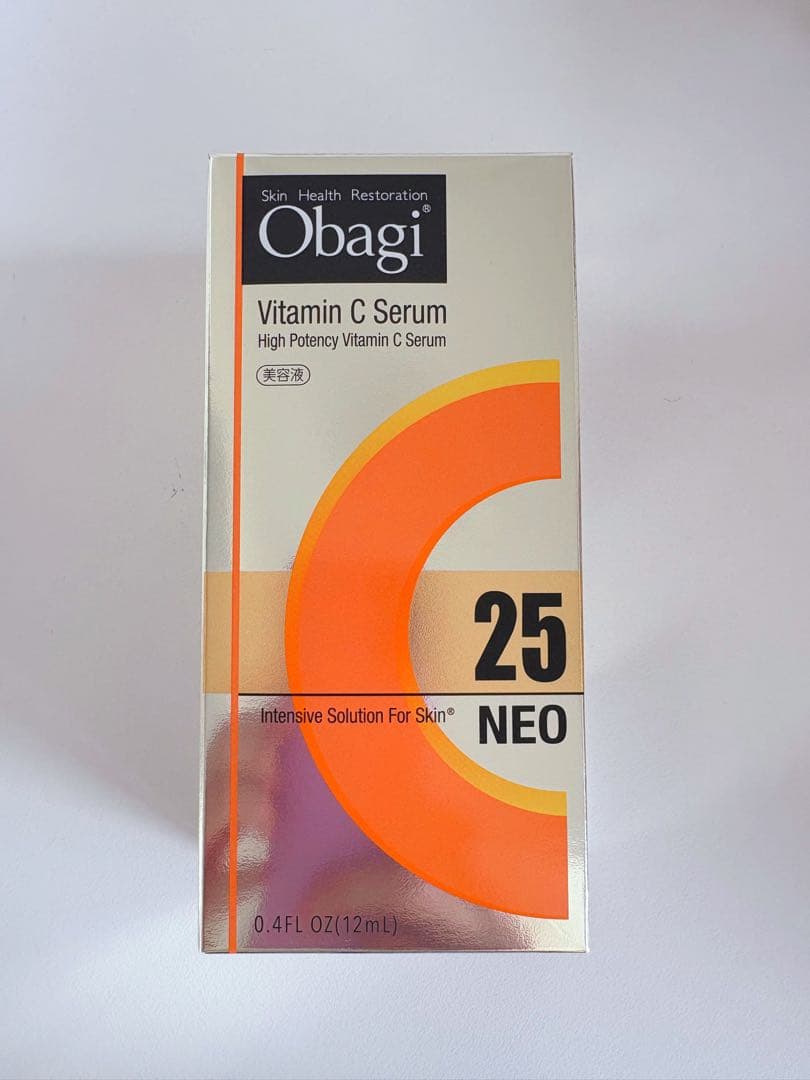 Skin Health Restoration
Obagi®
Vitamin C Serum
High Potency Vitamin C Serum
美容液
25
Intensive Solution For Skin®
NEO
0.4FL OZ(12mL)